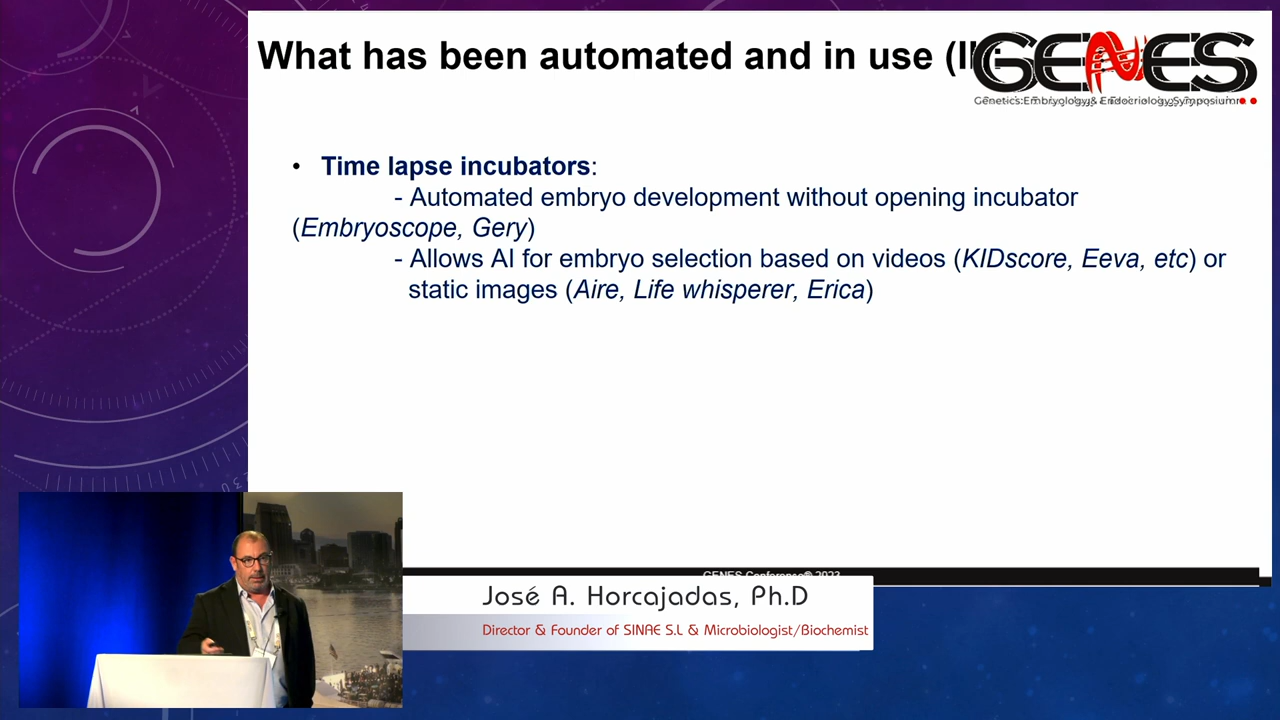 What has been automated and in use (II
GENES
Genetics Embryology & Endocrinology Symposium
• Time lapse incubators:
- Automated embryo development without opening incubator
(Embryoscope, Gery)
- Allows AI for embryo selection based on videos (KIDscore, Eeva, etc) or
static images (Aire, Life whisperer, Erica)
GENES Conference® 2023
José A. Horcajadas, Ph.D
Director & Founder of SINAE S.L & Microbiologist/Biochemist